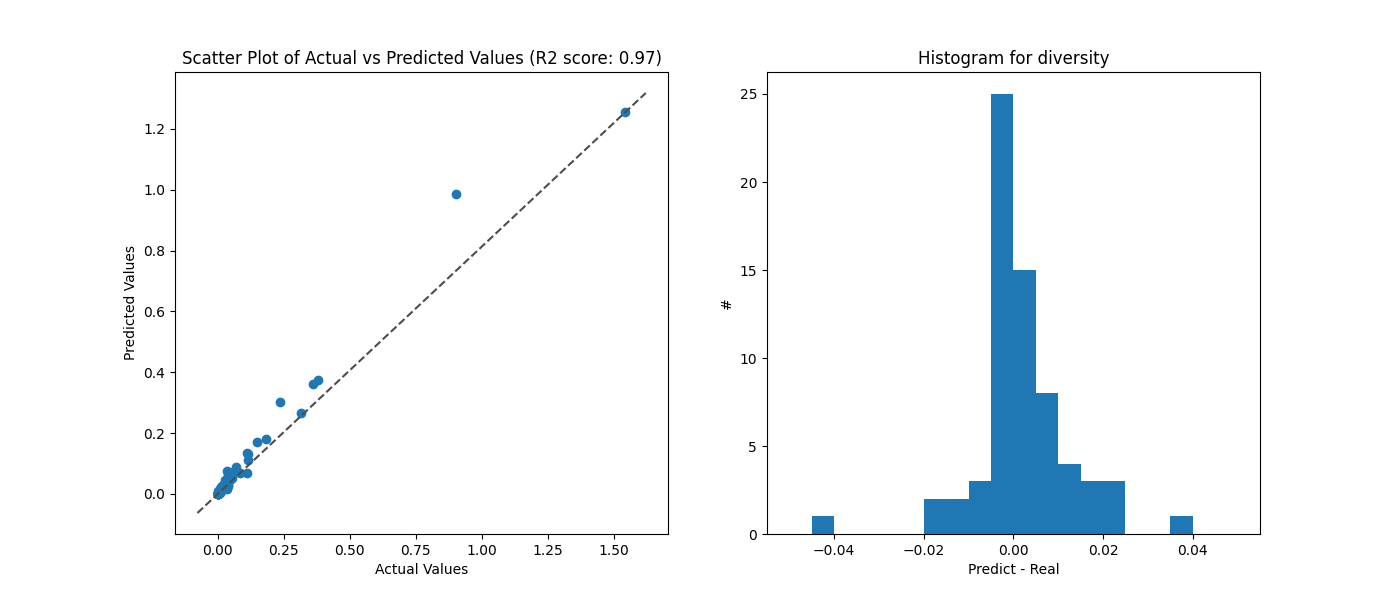 Scatter Plot of Actual vs Predicted Values (R2 score: 0.97)
1.2
1.0
0.8
0.6
0.4
0.2
0.0
Predicted Values
0.00 0.25 0.50 0.75 1.00 1.25 1.50
Actual Values
Histogram for diversity
25
20
15
10
5
0
#
−0.04 −0.02 0.00 0.02 0.04
Predict - Real